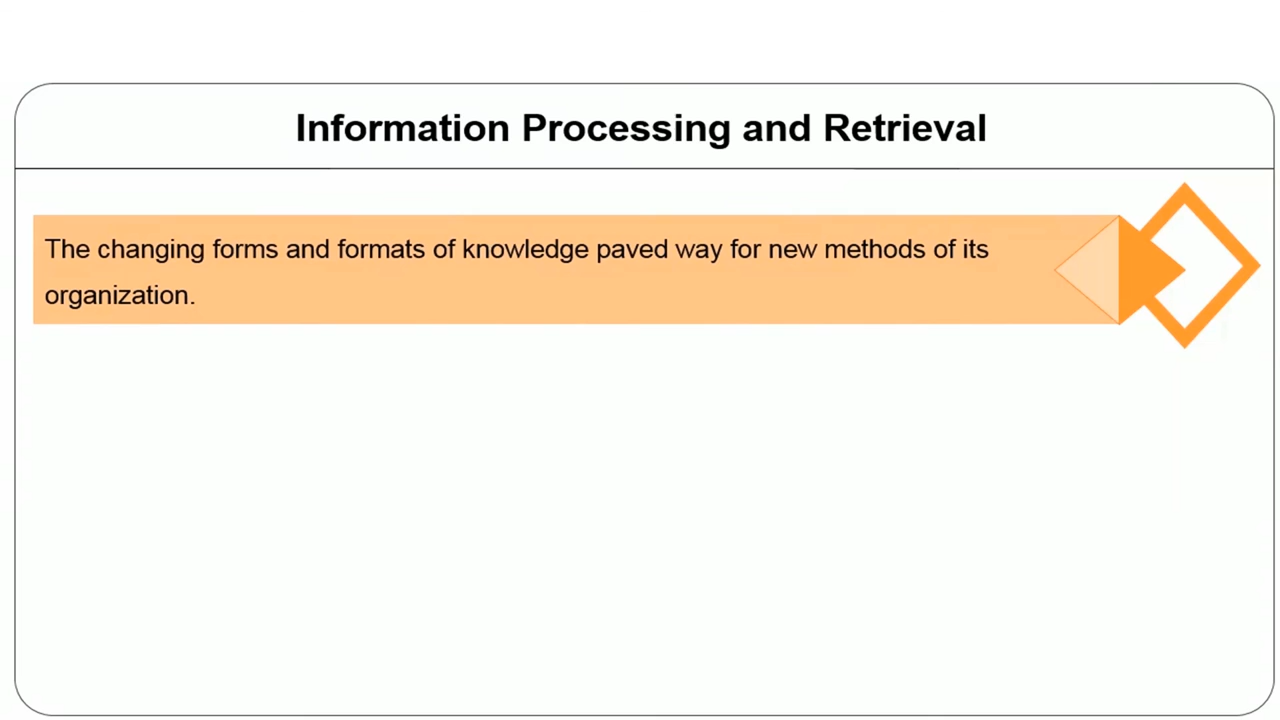 Information Processing and Retrieval
The changing forms and formats of knowledge paved way for new methods of its
organization.